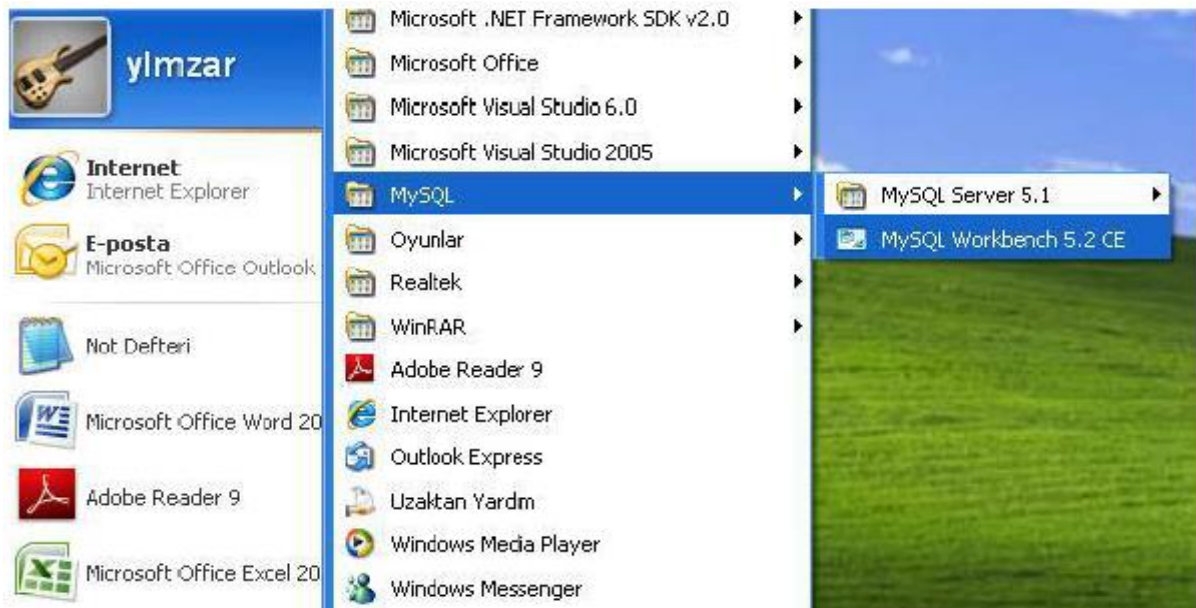 ylmzar
Internet
Internet Explorer
E-posta
Microsoft Office Outlook
Not Defteri
Microsoft Office Word 20
Adobe Reader 9
Microsoft Office Excel 20
Microsoft .NET Framework SDK v2.0
Microsoft Office
Microsoft Visual Studio 6.0
Microsoft Visual Studio 2005
MySQL
Oyunlar
Realtek
WinRAR
Adobe Reader 9
Internet Explorer
Outlook Express
Uzaktan Yardım
Windows Media Player
Windows Messenger
MySQL Server 5.1
MySQL Workbench 5.2 CE